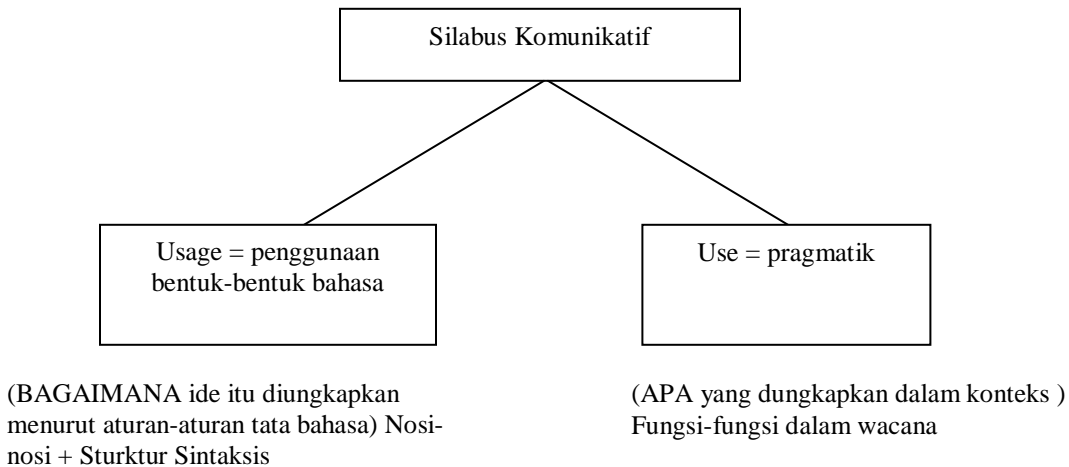 Silabus Komunikatif
Usage = penggunaan
bentuk-bentuk bahasa
Use = pragmatik
(BAGAIMANA ide itu diungkapkan
menurut aturan-aturan tata bahasa) Nosi-
nosi + Sturktur Sintaksis
(APA yang dungkapkan dalam konteks )
Fungsi-fungsi dalam wacana